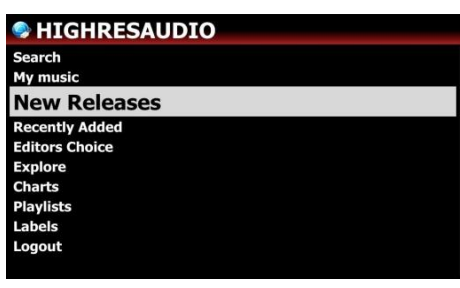 HIGHRESAUDIO
Search
My music
New Releases
Recently Added
Editors Choice
Explore
Charts
Playlists
Labels
Logout